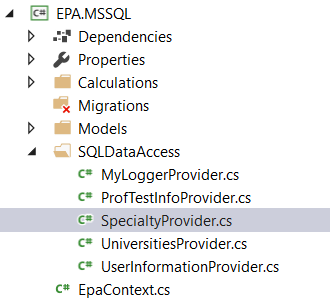 C# EPA.MSSQL
Dependencies
Properties
Calculations
Migrations
Models
SQLDataAccess
C# MyLoggerProvider.cs
C# ProfTestInfoProvider.cs
C# SpecialtyProvider.cs
C# UniversitiesProvider.cs
C# UserInformationProvider.cs
C# EpaContext.cs